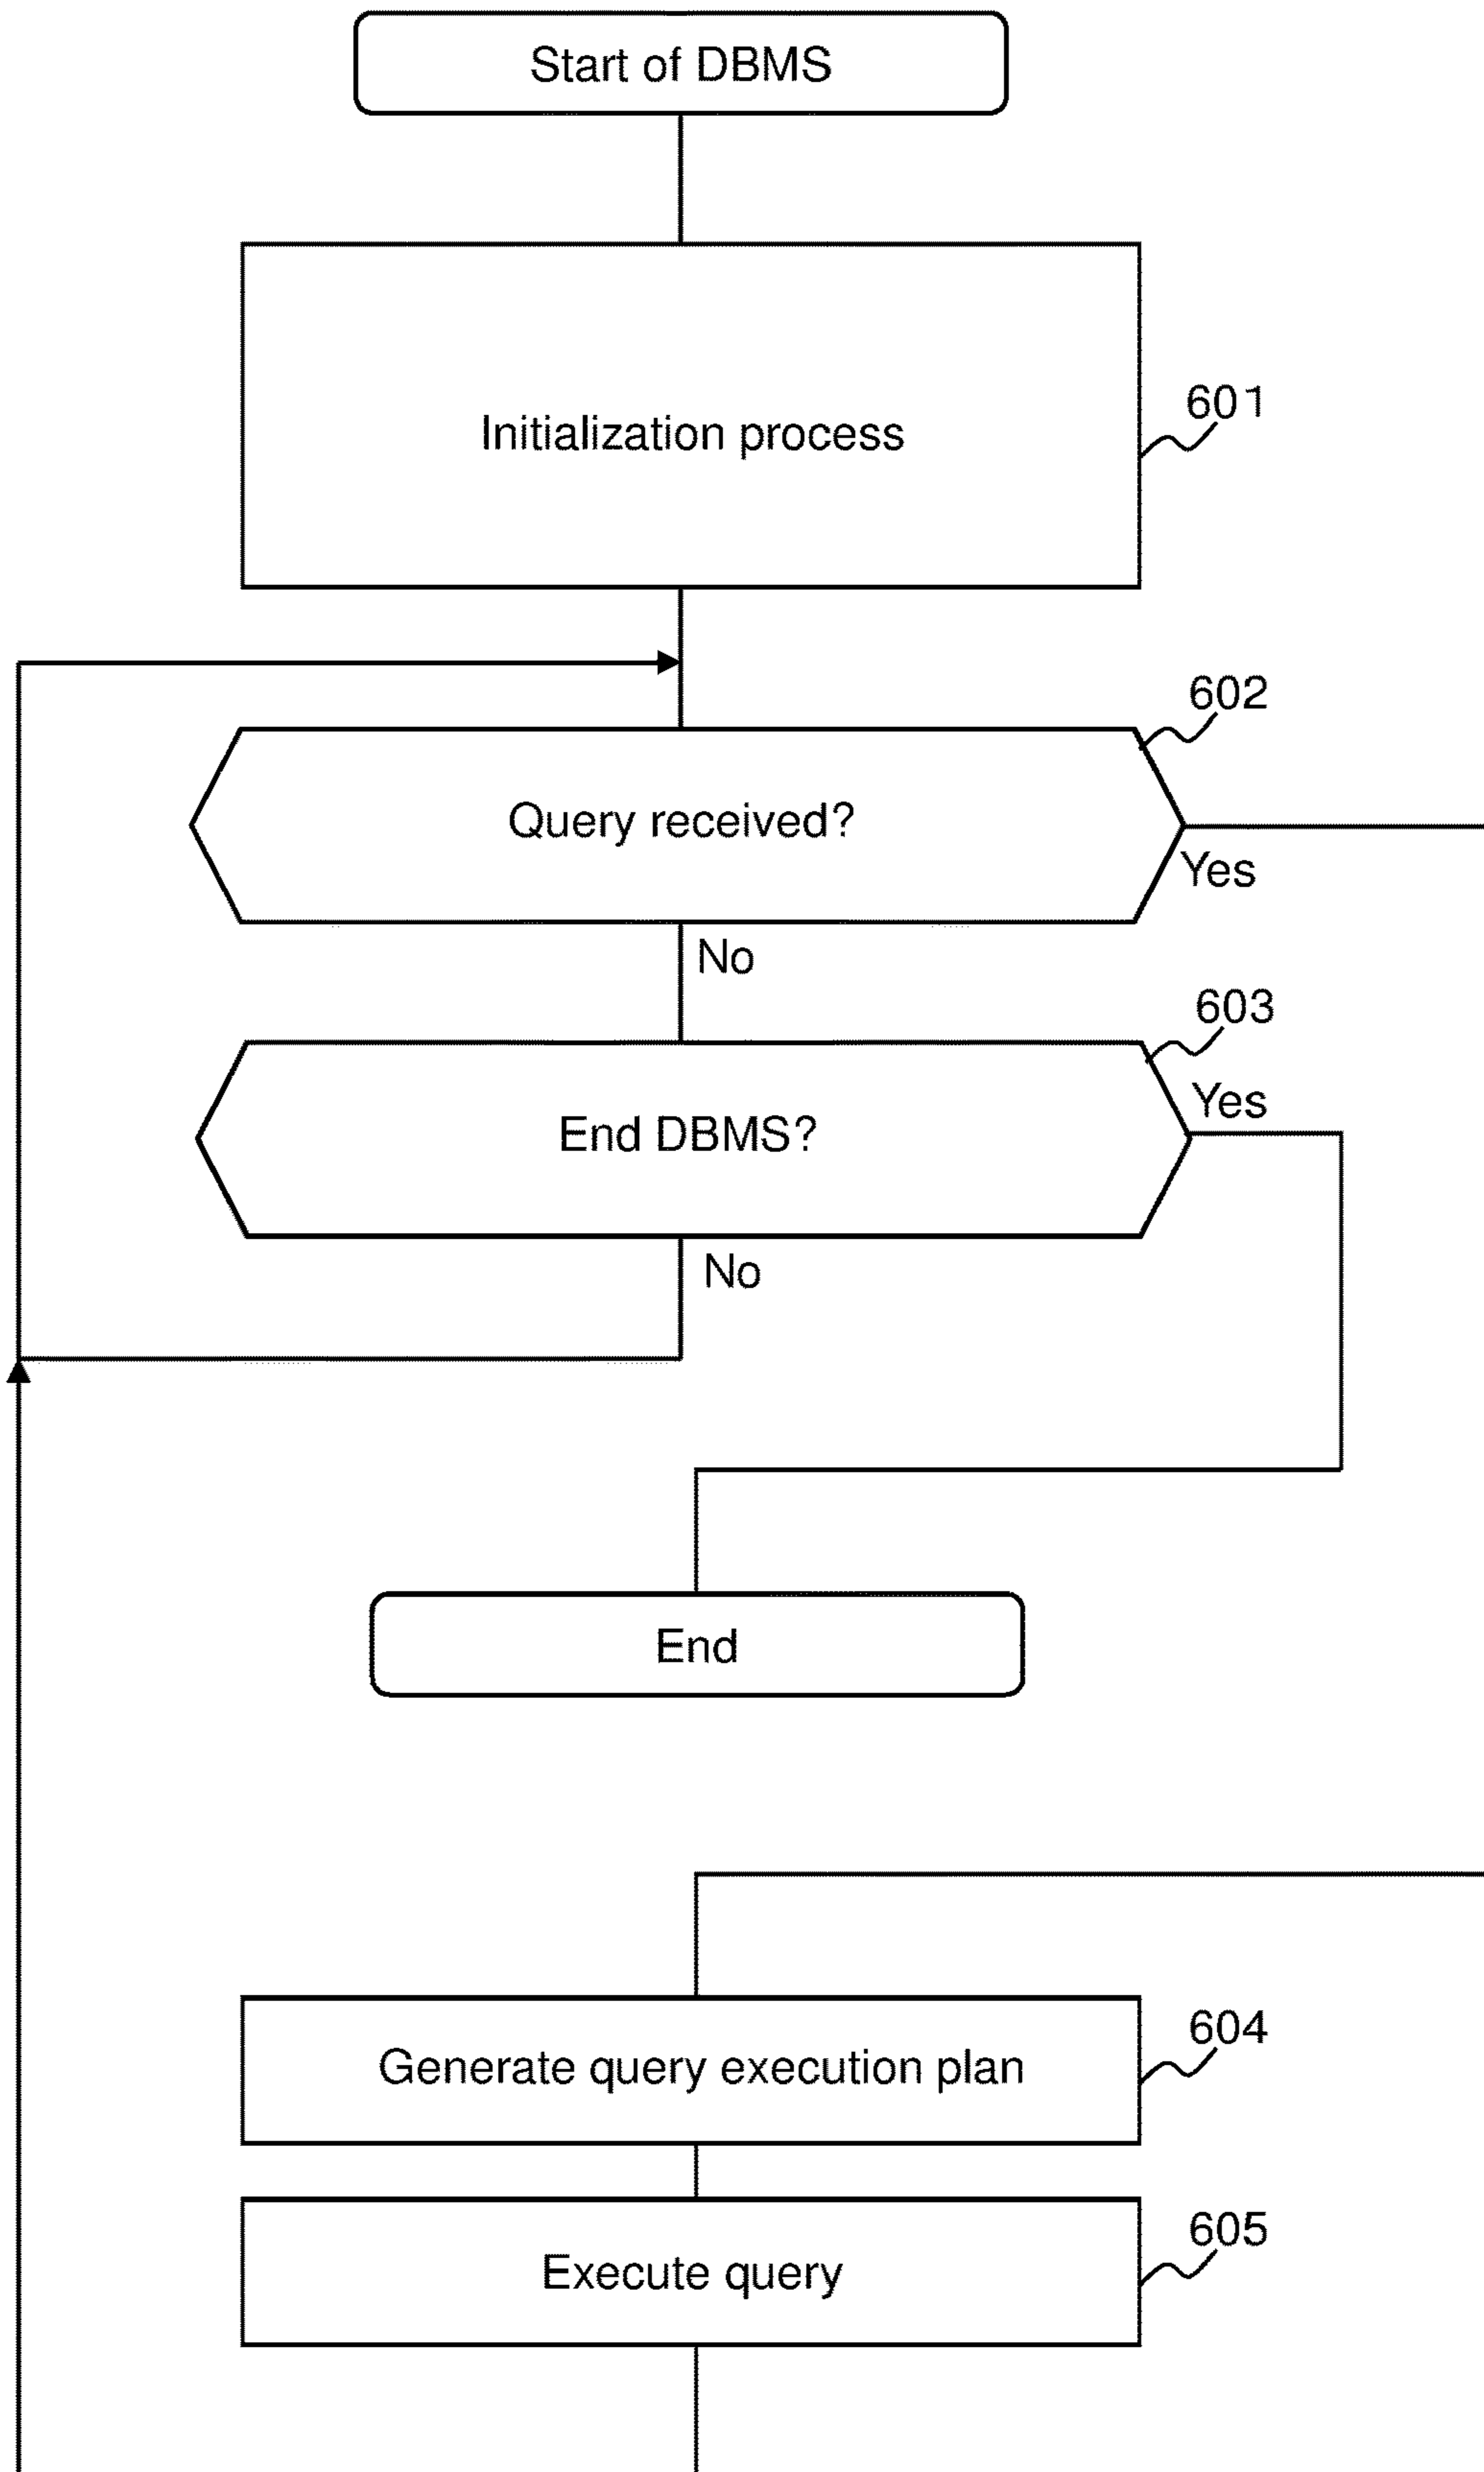 Start of DBMS
Initialization process
601
602
Query received?
Yes
No
603
Yes
End DBMS?
No
End
604
Generate query execution plan
605
Execute query